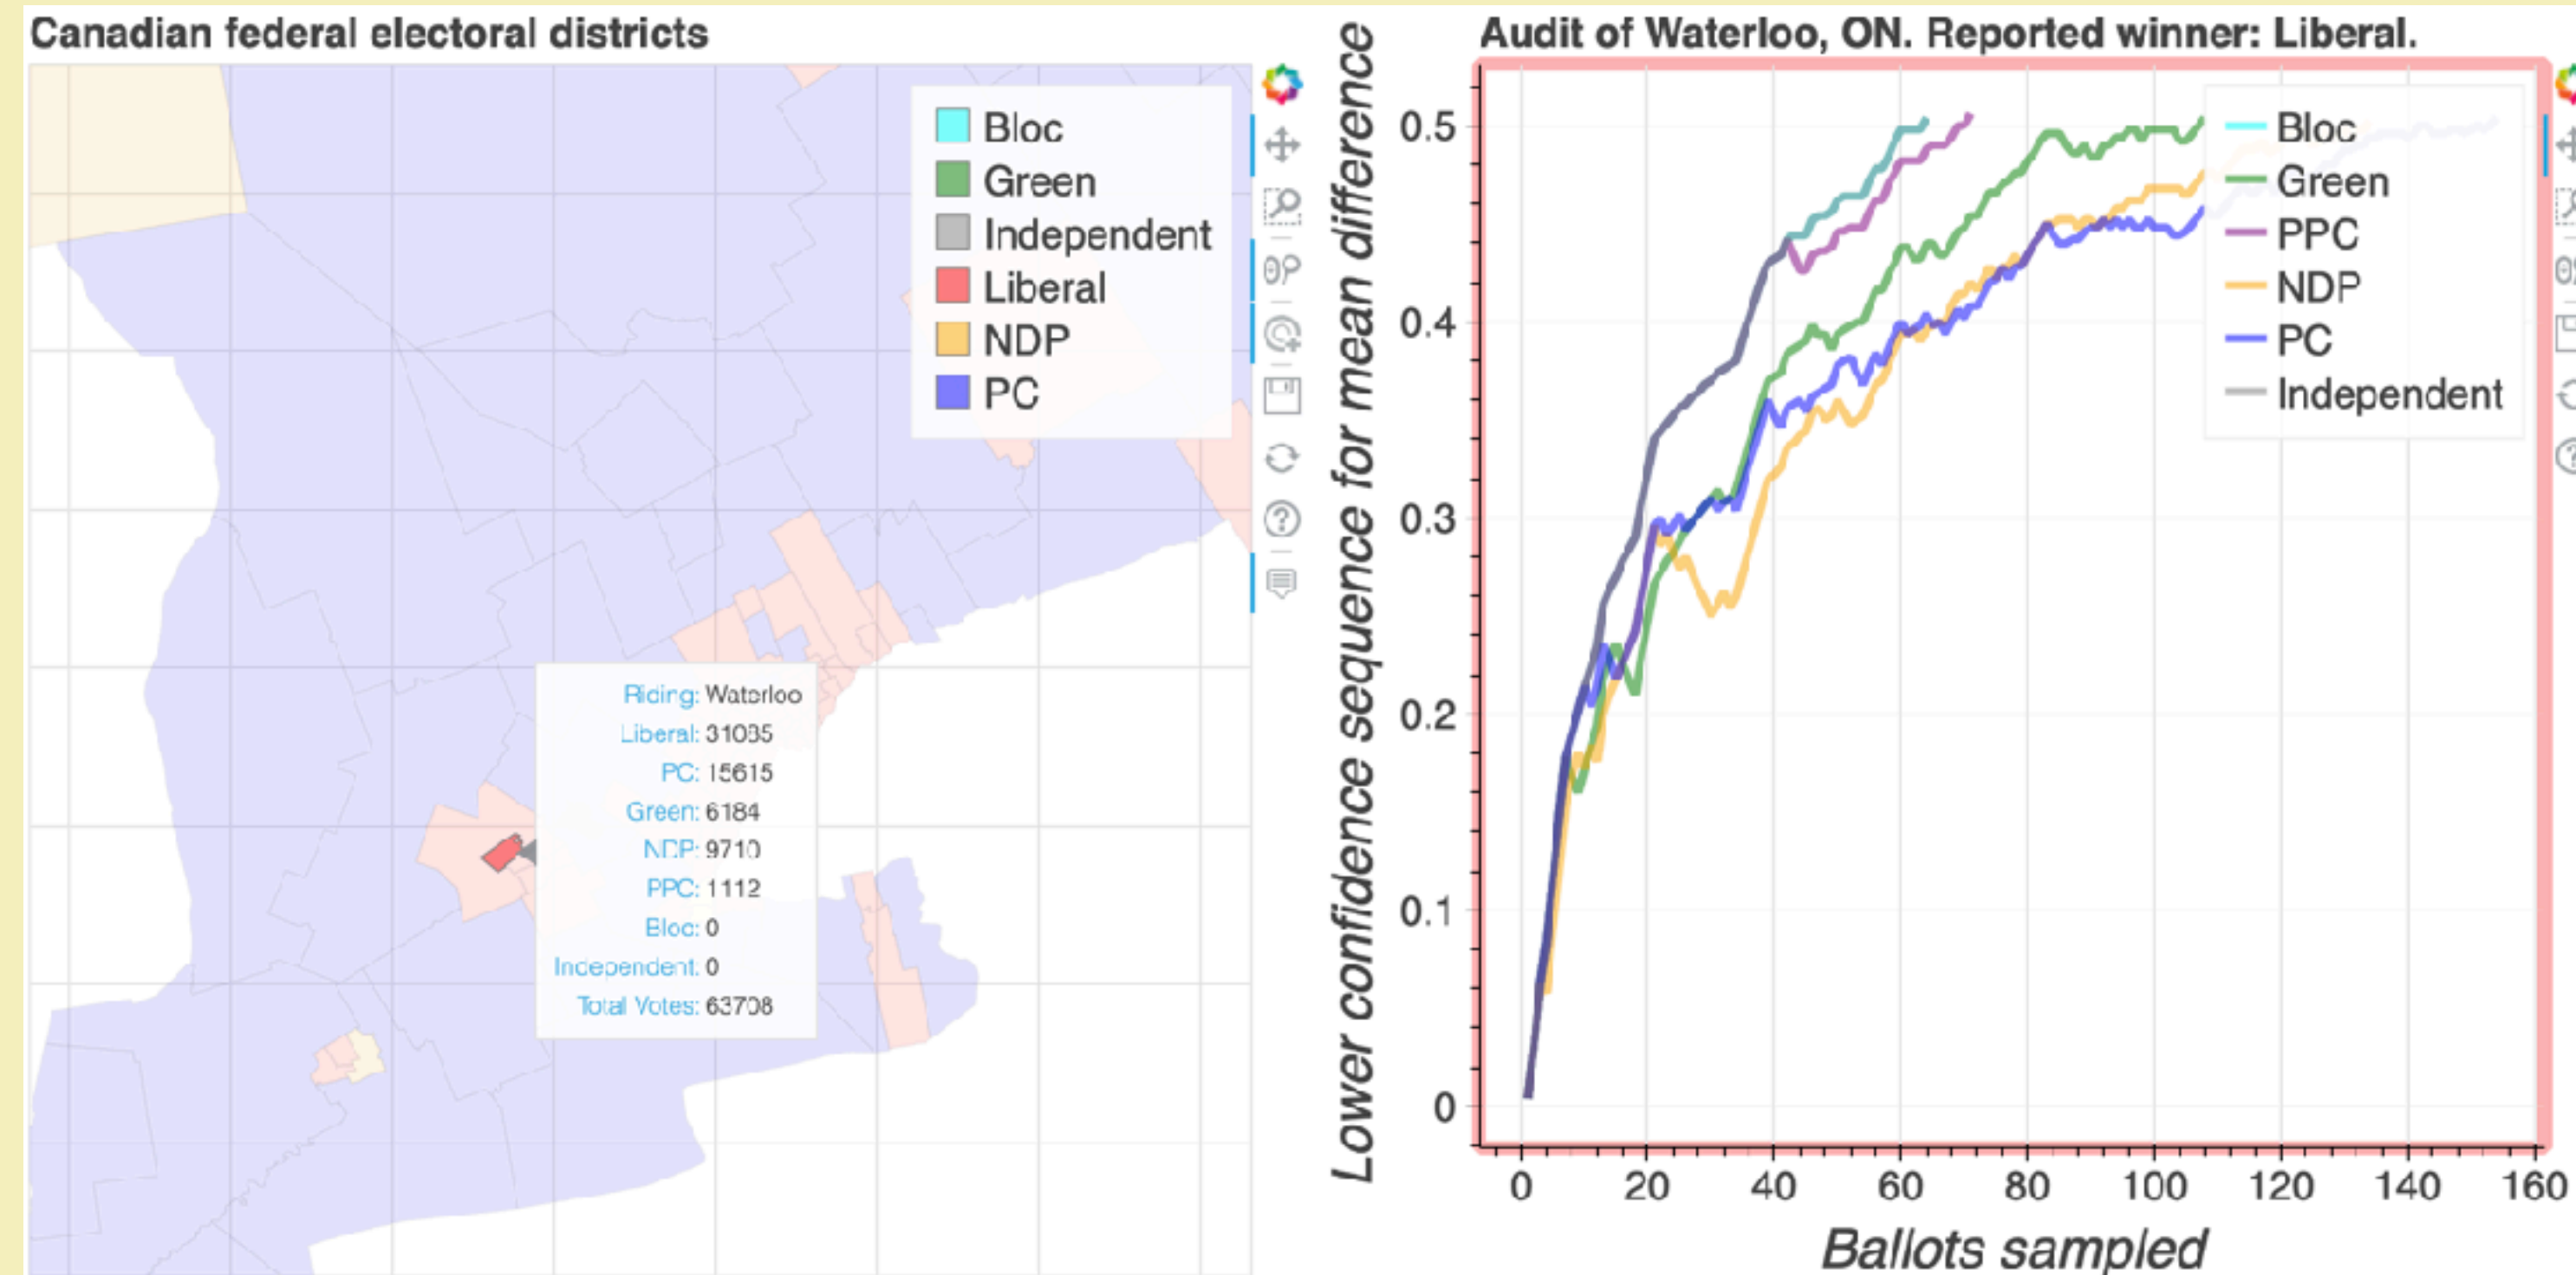 Canadian federal electoral districts
Bloc
Green
Independent
Liberal
NDP
PC
Riding: Waterloo
Liberal: 31085
PC: 15615
Green: 6184
NDP: 9710
PPC: 1112
Bloc: 0
Independent: 0
Total Votes: 63708
Audit of Waterloo, ON. Reported winner: Liberal.
Lower confidence sequence for mean difference
0.5
0.4
0.3
0.2
0.1
0
Bloc
Green
PPC
NDP
PC
Independent
0 20 40 60 80 100 120 140 160
Ballots sampled